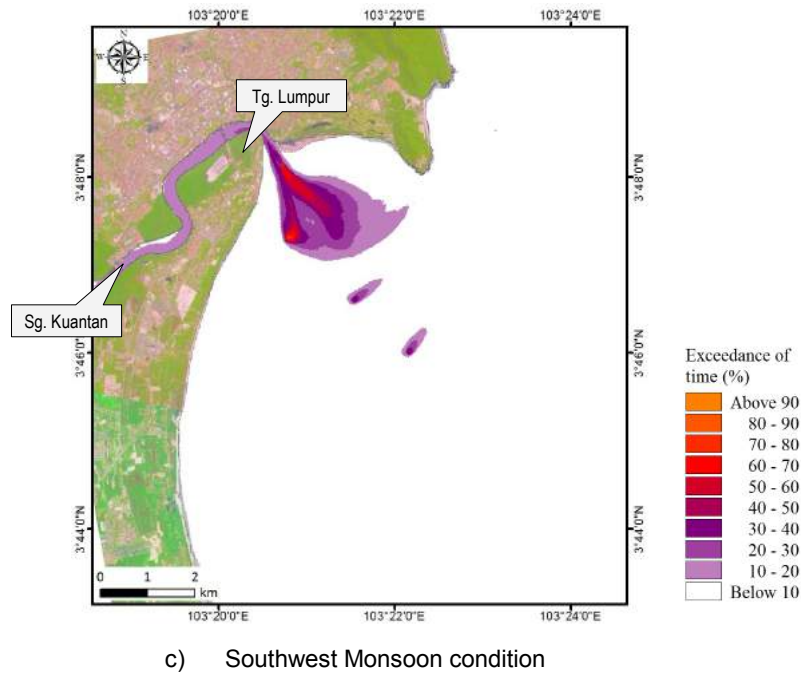 103°20'0"E 103°22'0"E 103°24'0"E
N
W E
S
Tg. Lumpur
3°48'0"N 3°48'0"N
Sg. Kuantan
3°46'0"N 3°46'0"N
Exceedance of
time (%)
Above 90
80 - 90
70 - 80
60 - 70
50 - 60
40 - 50
30 - 40
20 - 30
10 - 20
Below 10
3°44'0"N 3°44'0"N
0 1 2
km
103°20'0"E 103°22'0"E 103°24'0"E
c) Southwest Monsoon condition